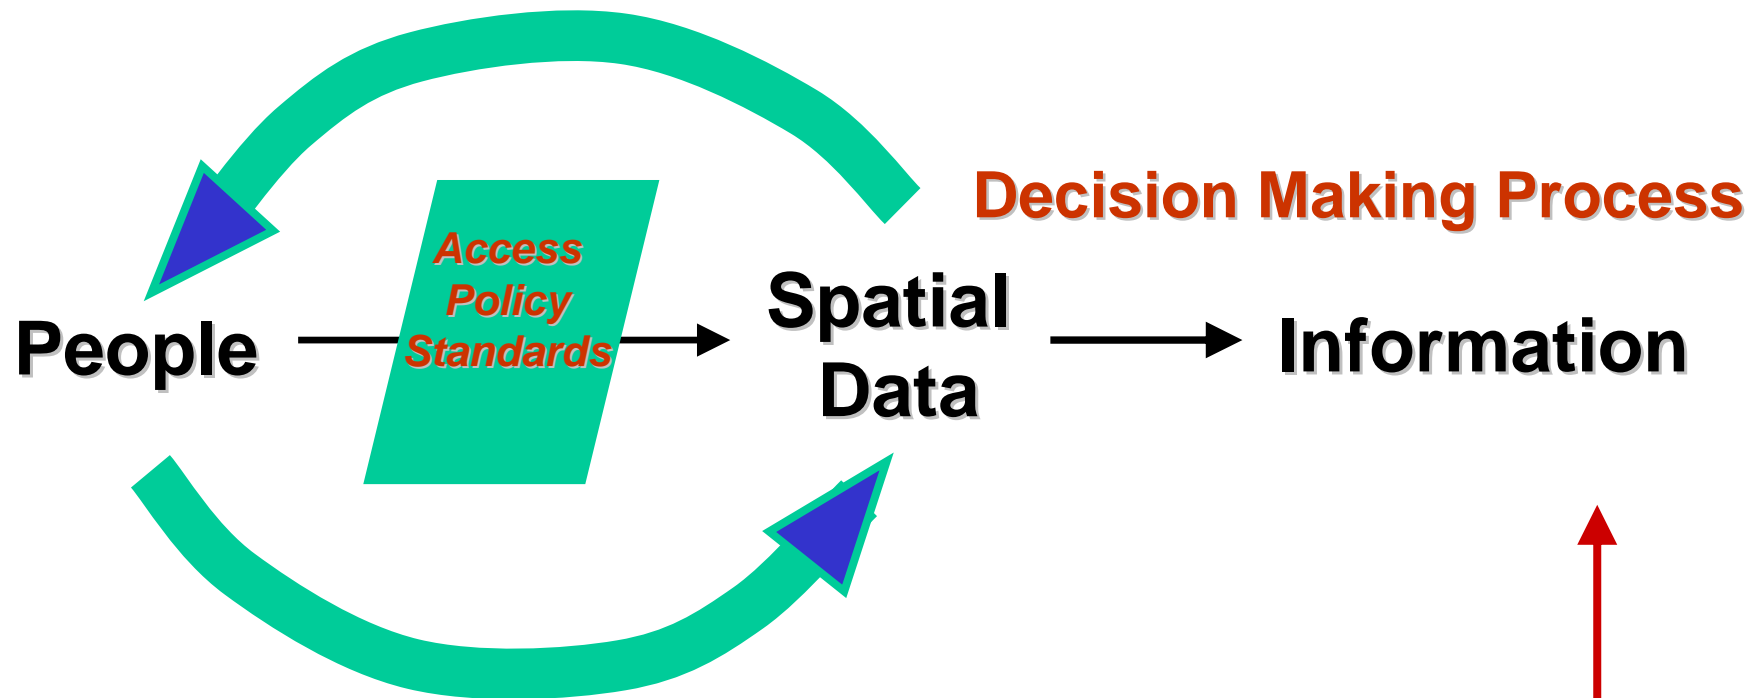 Decision Making Process
Access
Policy
Standards
People
Spatial
Data
Information